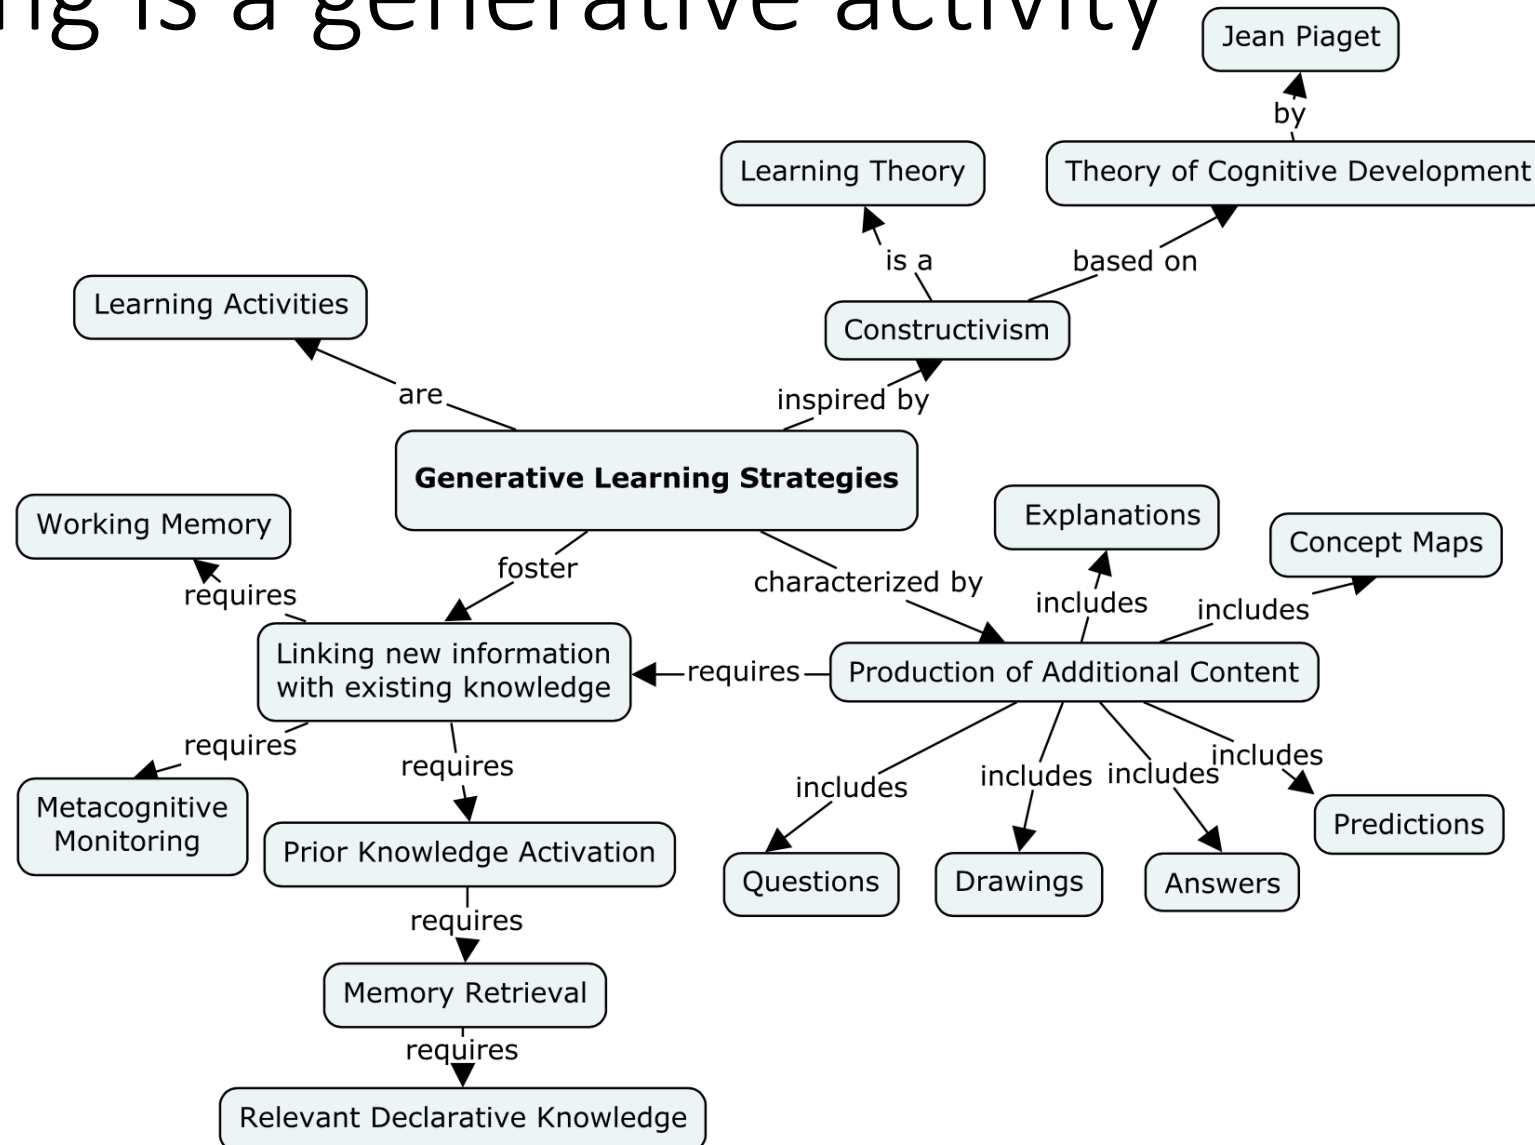 ng is a generative activity
Jean Piaget
by
Learning Theory
Theory of Cognitive Development
is a
based on
Learning Activities
Constructivism
are
inspired by
Generative Learning Strategies
Working Memory
Explanations
Concept Maps
foster
characterized by
requires
includes
includes
Linking new information
with existing knowledge
requires
Production of Additional Content
requires
requires
includes
includes
includes
includes
Metacognitive
Monitoring
Prior Knowledge Activation
Predictions
Questions
Drawings
Answers
requires
Memory Retrieval
requires
Relevant Declarative Knowledge